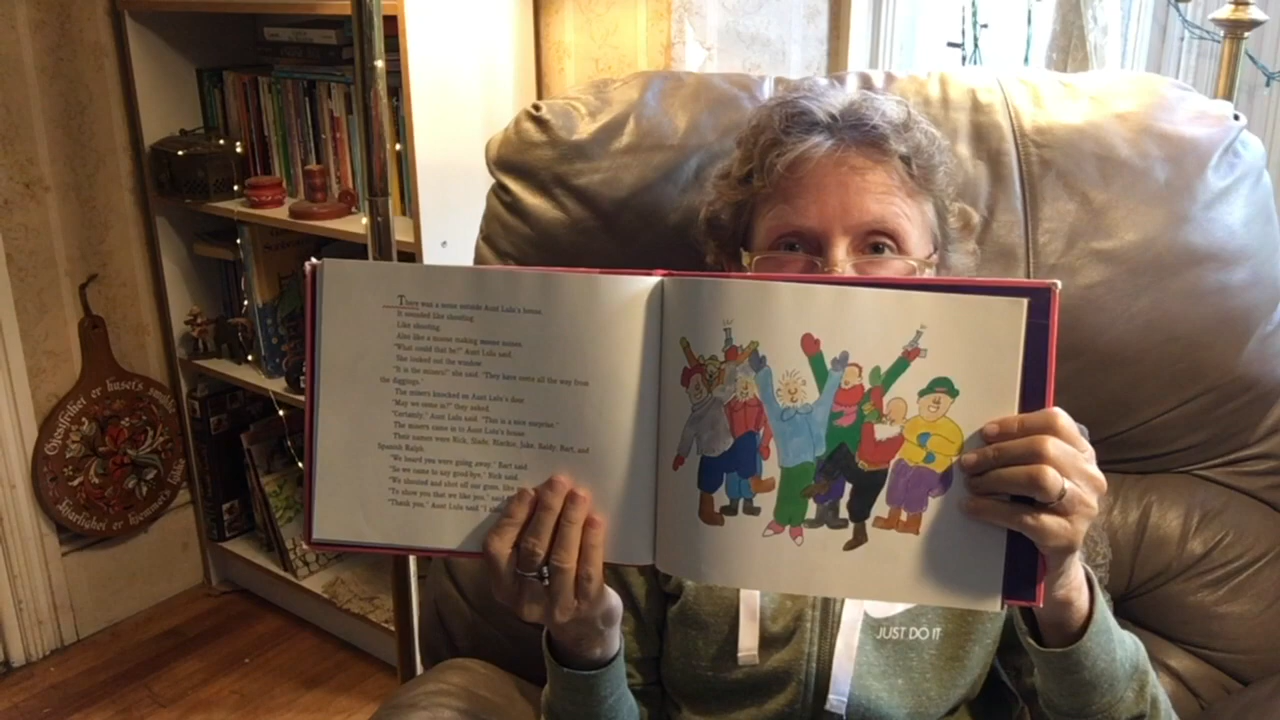 There was a noise outside Aunt Lulu's house.
It sounded like shooting.
Like shouting.
Also like a moose making moose noises.
"What could that be?" Aunt Lulu said.
She looked out the window.
"It is the miners!" she said. "They have come all the way from
the diggings."
The miners knocked on Aunt Lulu's door.
"May we come in?" they asked.
"Certainly," Aunt Lulu said. "This is a nice surprise."
The miners came in to Aunt Lulu's house.
Their names were Nick, Slade, Blackie, Jake, Baldy, Bart, and
Spanish Ralph.
"We heard you were going away," Bart said.
"So we came to say good-bye," Nick said.
"We shouted and shot off our guns,
"To show you that we like you," said
"Thank you," Aunt Lulu said. "I
JUST DO IT
Gjestfrihet er huset's
Kjærlighet er hjemmets